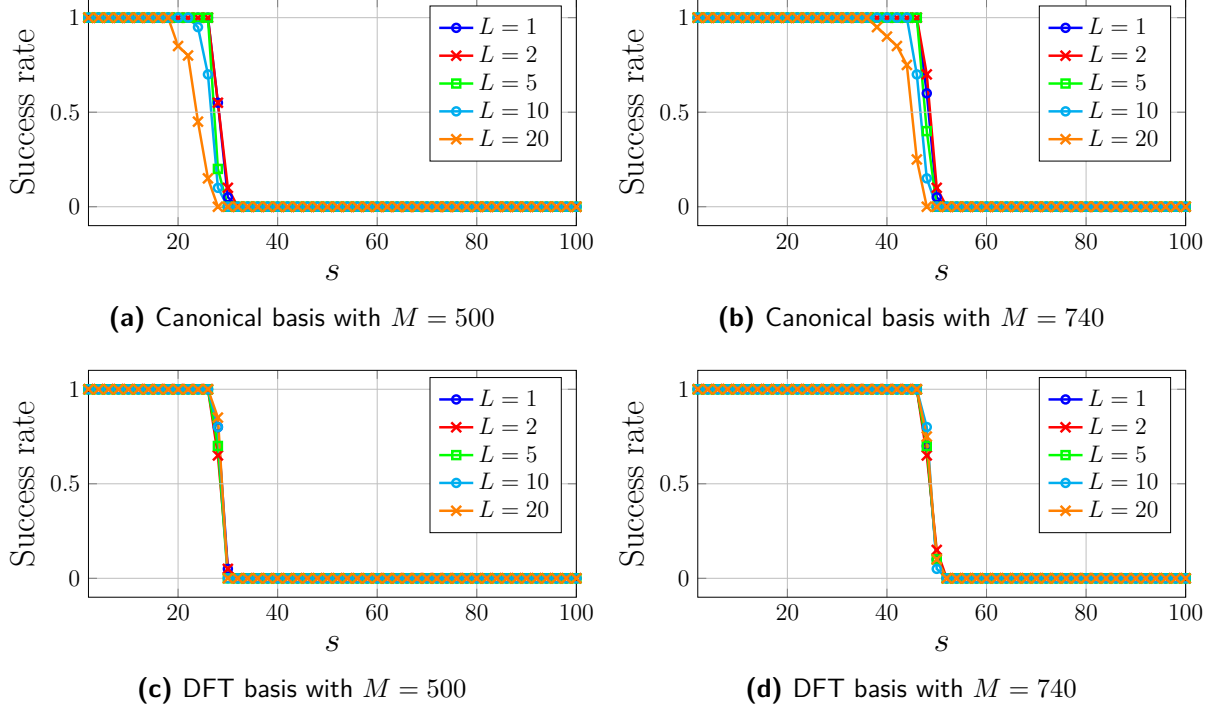 1
0.5
0
Success rate
20 40 60 80 100
s
L = 1
L = 2
L = 5
L = 10
L = 20
(a) Canonical basis with M = 500
1
0.5
0
Success rate
20 40 60 80 100
s
L = 1
L = 2
L = 5
L = 10
L = 20
(b) Canonical basis with M = 740
1
0.5
0
Success rate
20 40 60 80 100
s
L = 1
L = 2
L = 5
L = 10
L = 20
(c) DFT basis with M = 500
1
0.5
0
Success rate
20 40 60 80 100
s
L = 1
L = 2
L = 5
L = 10
L = 20
(d) DFT basis with M = 740